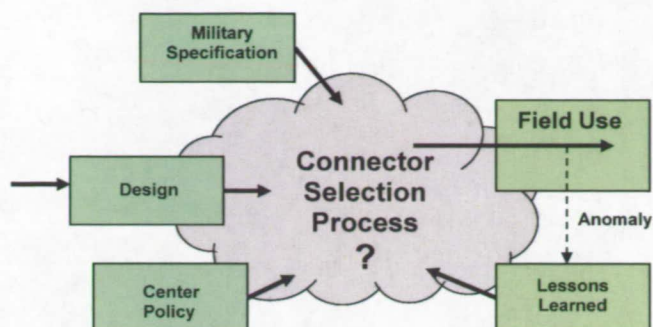 Military
Specification
Field Use
Connector
Selection
Process
?
Design
Anomaly
Center
Policy
Lessons
Learned